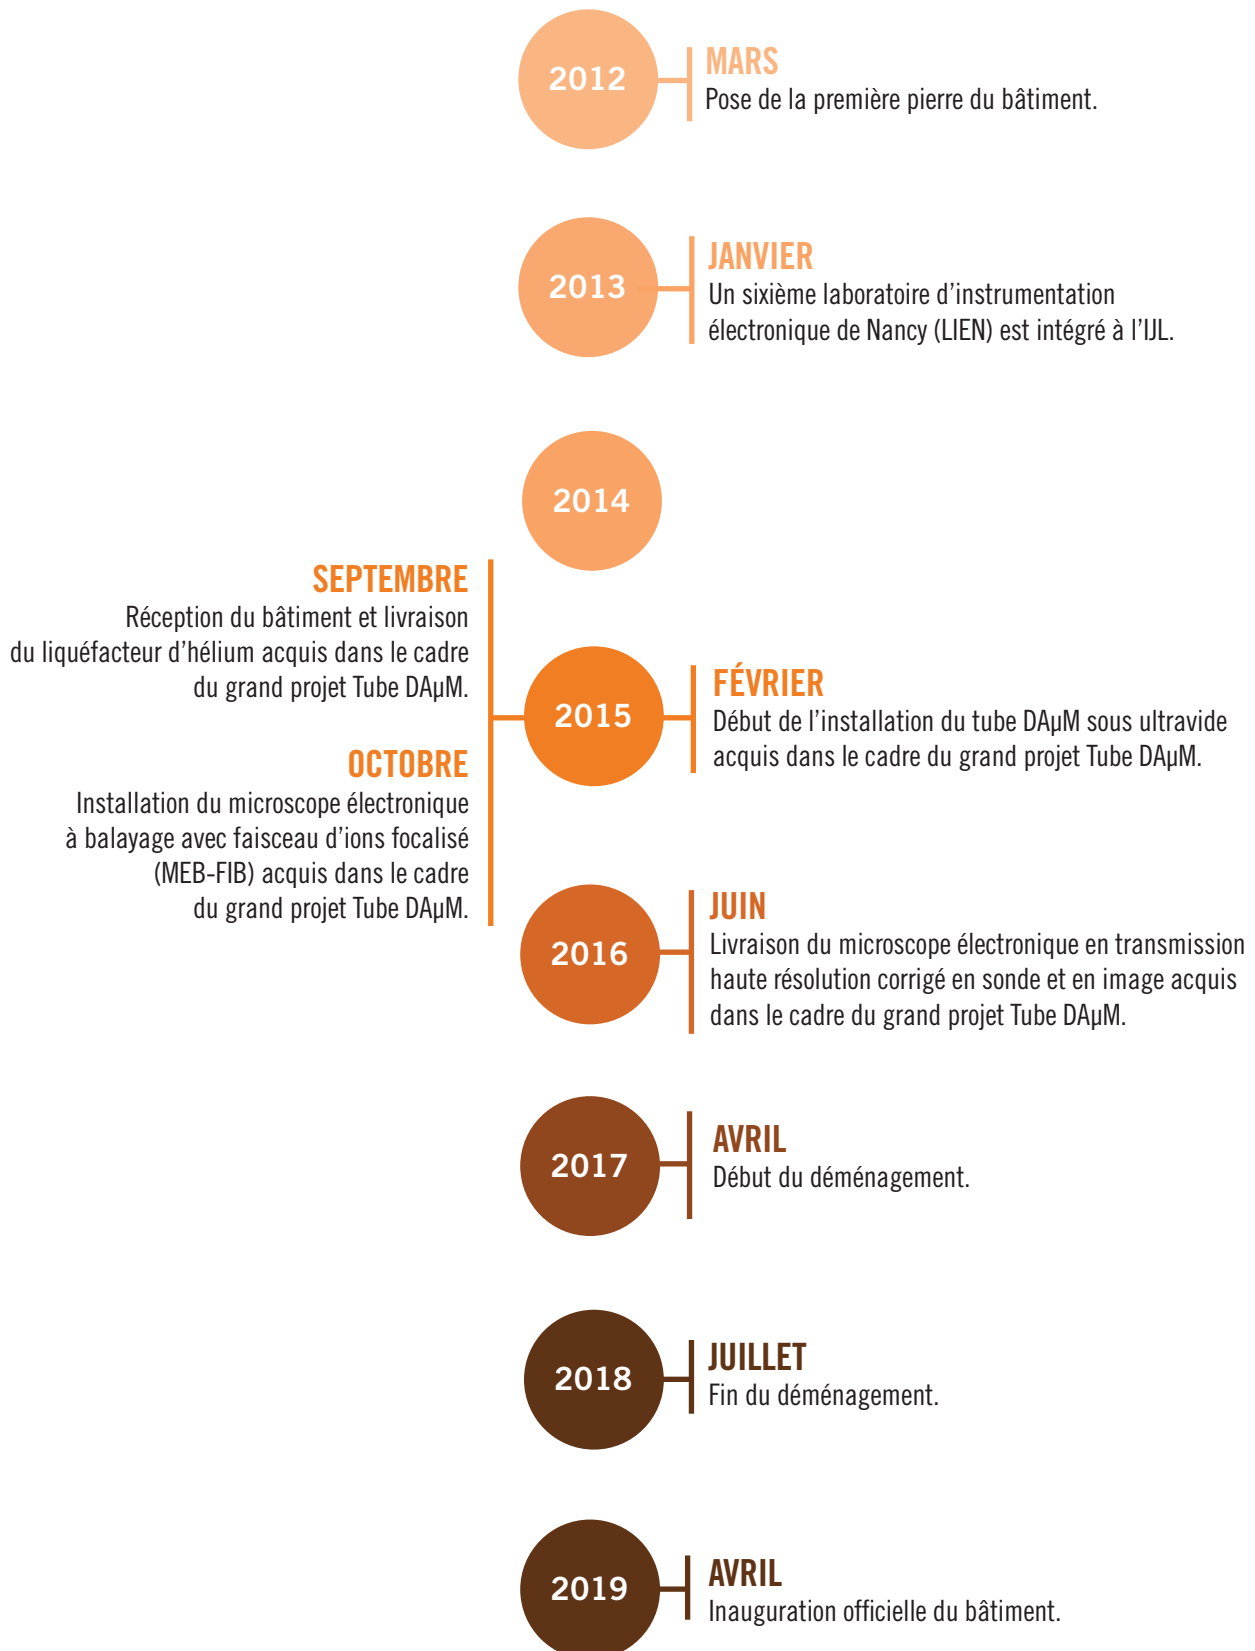 2012
MARS
Pose de la première pierre du bâtiment.
2013
JANVIER
Un sixième laboratoire d’instrumentation
électronique de Nancy (LIEN) est intégré à l’IJL.
2014
2015
FÉVRIER
Début de l’installation du tube DAµM sous ultravide
acquis dans le cadre du grand projet Tube DAµM.
SEPTEMBRE
Réception du bâtiment et livraison
du liquéfacteur d’hélium acquis dans le cadre
du grand projet Tube DAµM.
OCTOBRE
Installation du microscope électronique
à balayage avec faisceau d’ions focalisé
(MEB-FIB) acquis dans le cadre
du grand projet Tube DAµM.
2016
JUIN
Livraison du microscope électronique en transmission
haute résolution corrigé en sonde et en image acquis
dans le cadre du grand projet Tube DAµM.
2017
AVRIL
Début du déménagement.
2018
JUILLET
Fin du déménagement.
2019
AVRIL
Inauguration officielle du bâtiment.